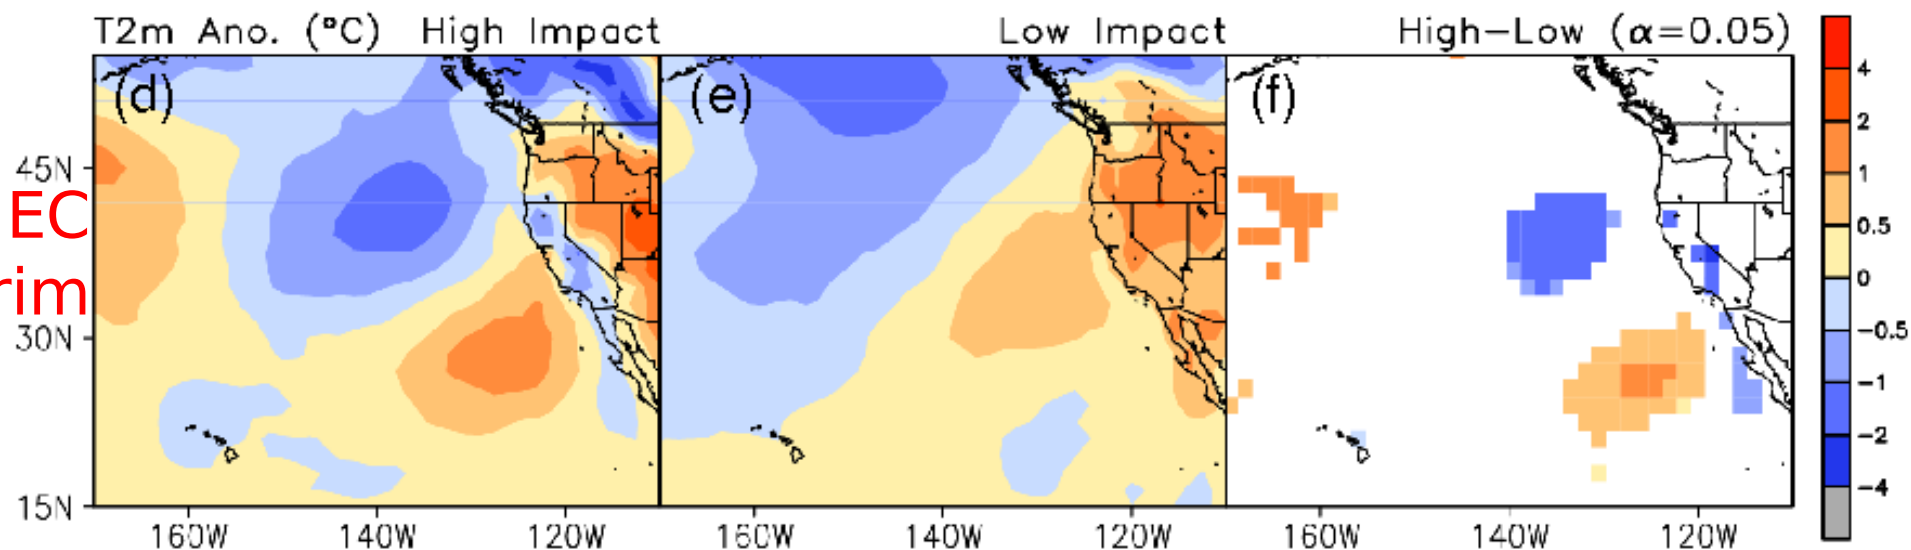 T2m Ano. (°C) High Impact Low Impact High-Low (α=0.05)
(d) (e) (f)
45N
EC
rim
30N
15N
160W 140W 120W 160W 140W 120W 160W 140W 120W
4
2
1
0.5
0
-0.5
-1
-2
-4